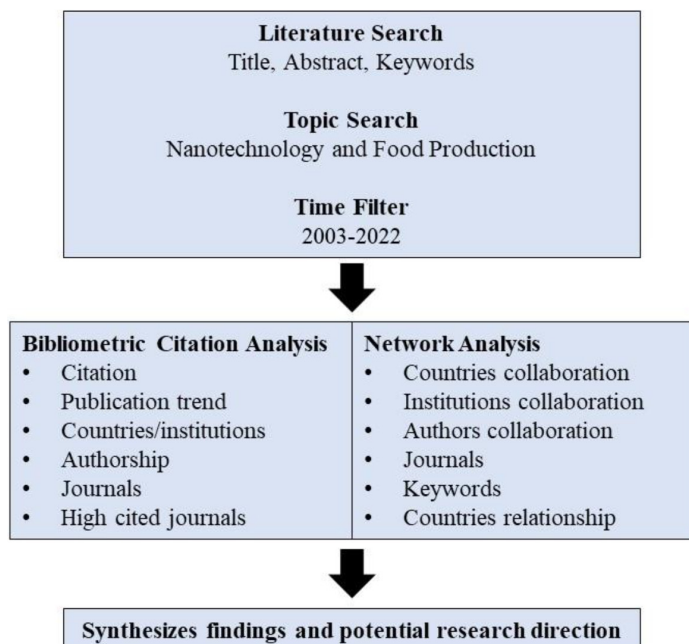 Literature Search
Title, Abstract, Keywords
Topic Search
Nanotechnology and Food Production
Time Filter
2003-2022
Bibliometric Citation Analysis
• Citation
• Publication trend
• Countries/institutions
• Authorship
• Journals
• High cited journals
Network Analysis
• Countries collaboration
• Institutions collaboration
• Authors collaboration
• Journals
• Keywords
• Countries relationship
Synthesizes findings and potential research direction